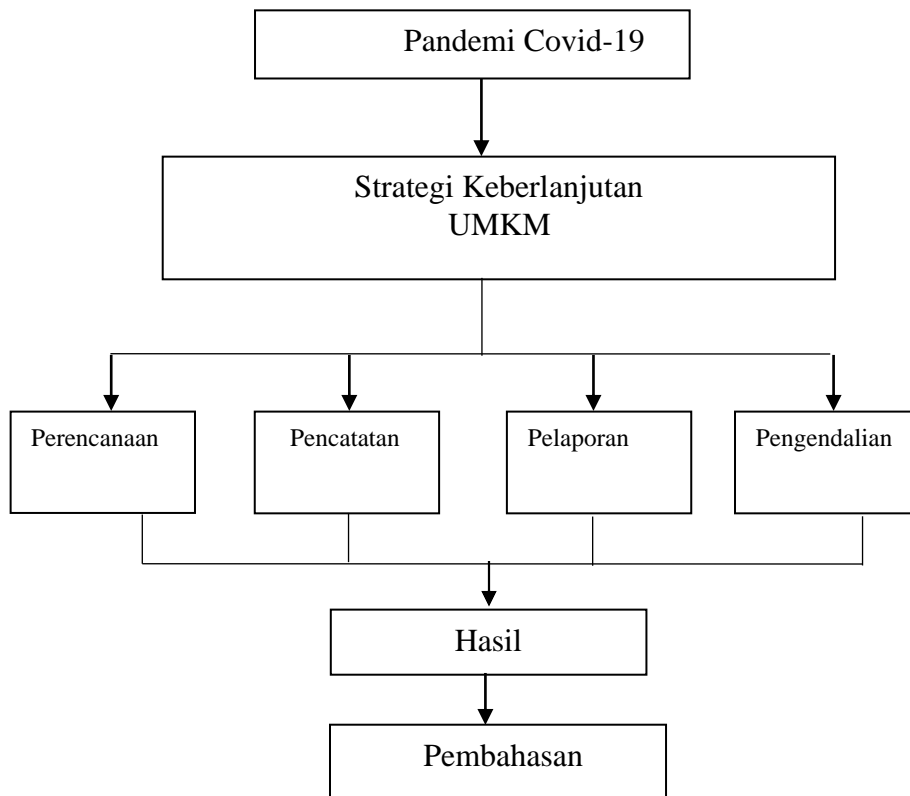 Pandemi Covid-19
Strategi Keberlanjutan
UMKM
Perencanaan
Pencatatan
Pelaporan
Pengendalian
Hasil
Pembahasan